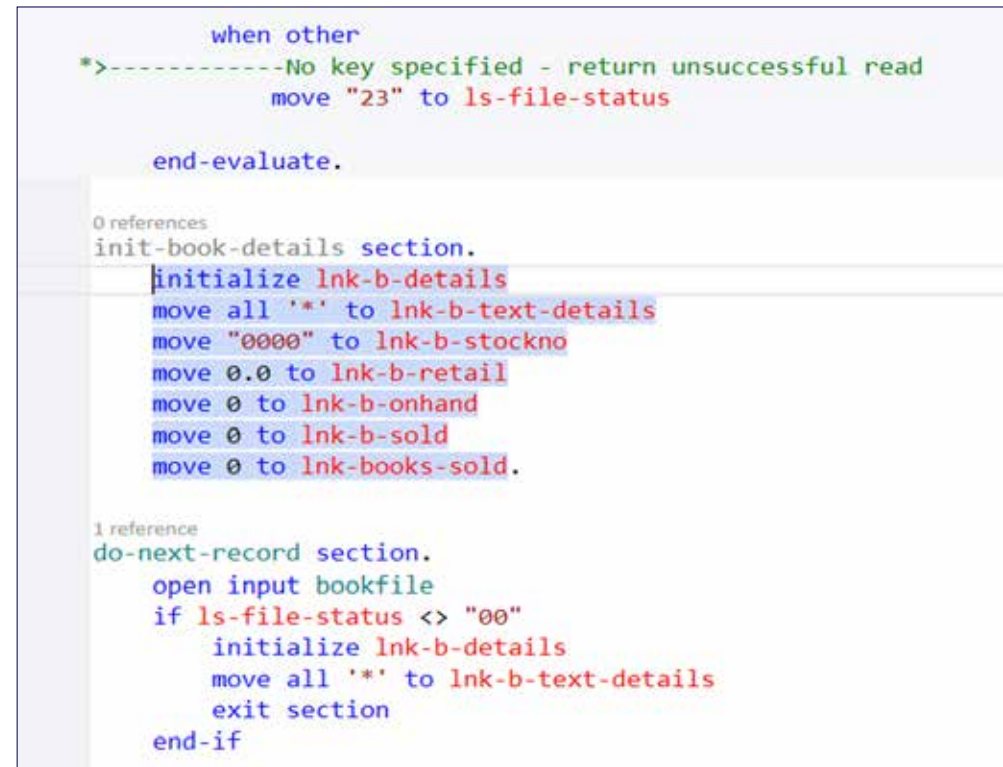 when other
*>------------No key specified - return unsuccessful read
move "23" to ls-file-status
end-evaluate.
0 references
init-book-details section.
initialize lnk-b-details
move all '*' to lnk-b-text-details
move "0000" to lnk-b-stockno
move 0.0 to lnk-b-retail
move 0 to lnk-b-onhand
move 0 to lnk-b-sold
move 0 to lnk-books-sold.
1 reference
do-next-record section.
open input bookfile
if ls-file-status <> "00"
initialize lnk-b-details
move all '*' to lnk-b-text-details
exit section
end-if